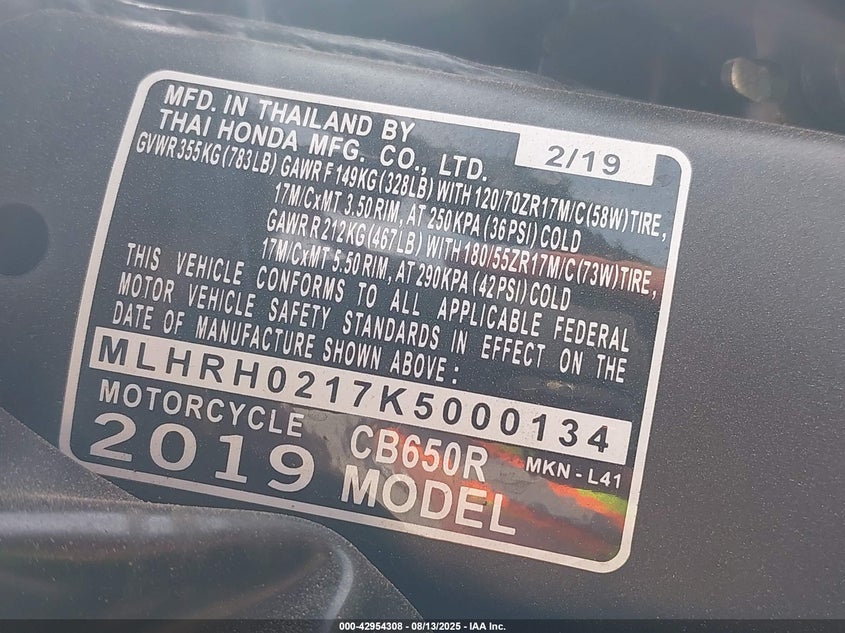 MFD. IN THAILAND BY
THAI HONDA MFG. CO., LTD.
2/19
GVWR 355KG (783LB) GAWR F 149KG (328LB) WITH 120/70ZR17M/C(58W)TIRE,
17M/CxMT 3.50 RIM, AT 250KPA (36PSI) COLD
GAWR R 212KG (467LB) WITH 180/55ZR17M/C (73W)TIRE,
17M/CxMT 5.50 RIM, AT 290KPA (42PSI) COLD
THIS VEHICLE CONFORMS TO ALL APPLICABLE FEDERAL
MOTOR VEHICLE SAFETY STANDARDS IN EFFECT ON THE
DATE OF MANUFACTURE SHOWN ABOVE:
MLHRH0217K5000134
MOTORCYCLE CB650R MKN - L41
2019 MODEL
000-42954308 - 08/13/2025 - IAA Inc.